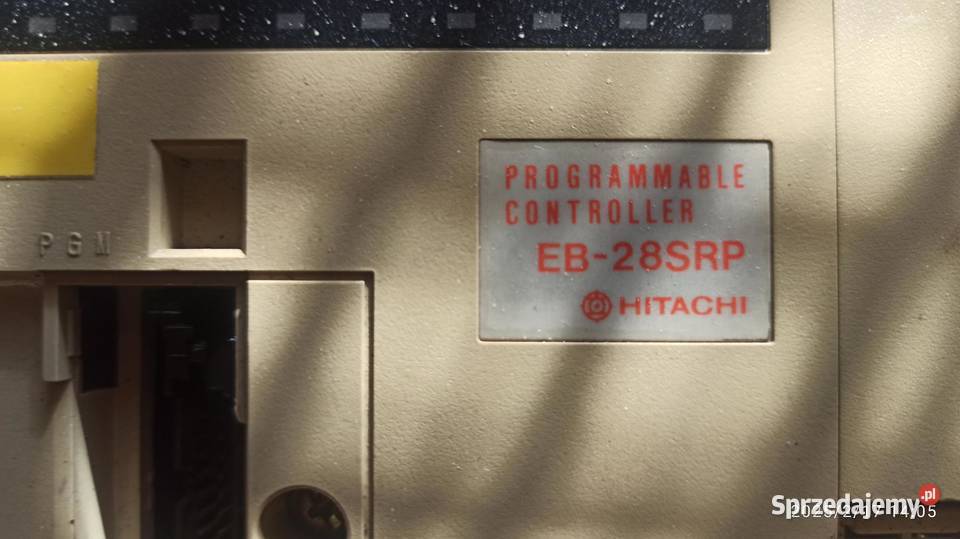 PGM
PROGRAMMABLE
CONTROLLER
EB-28SRP
HITACHI
Sprzedajemy.pl